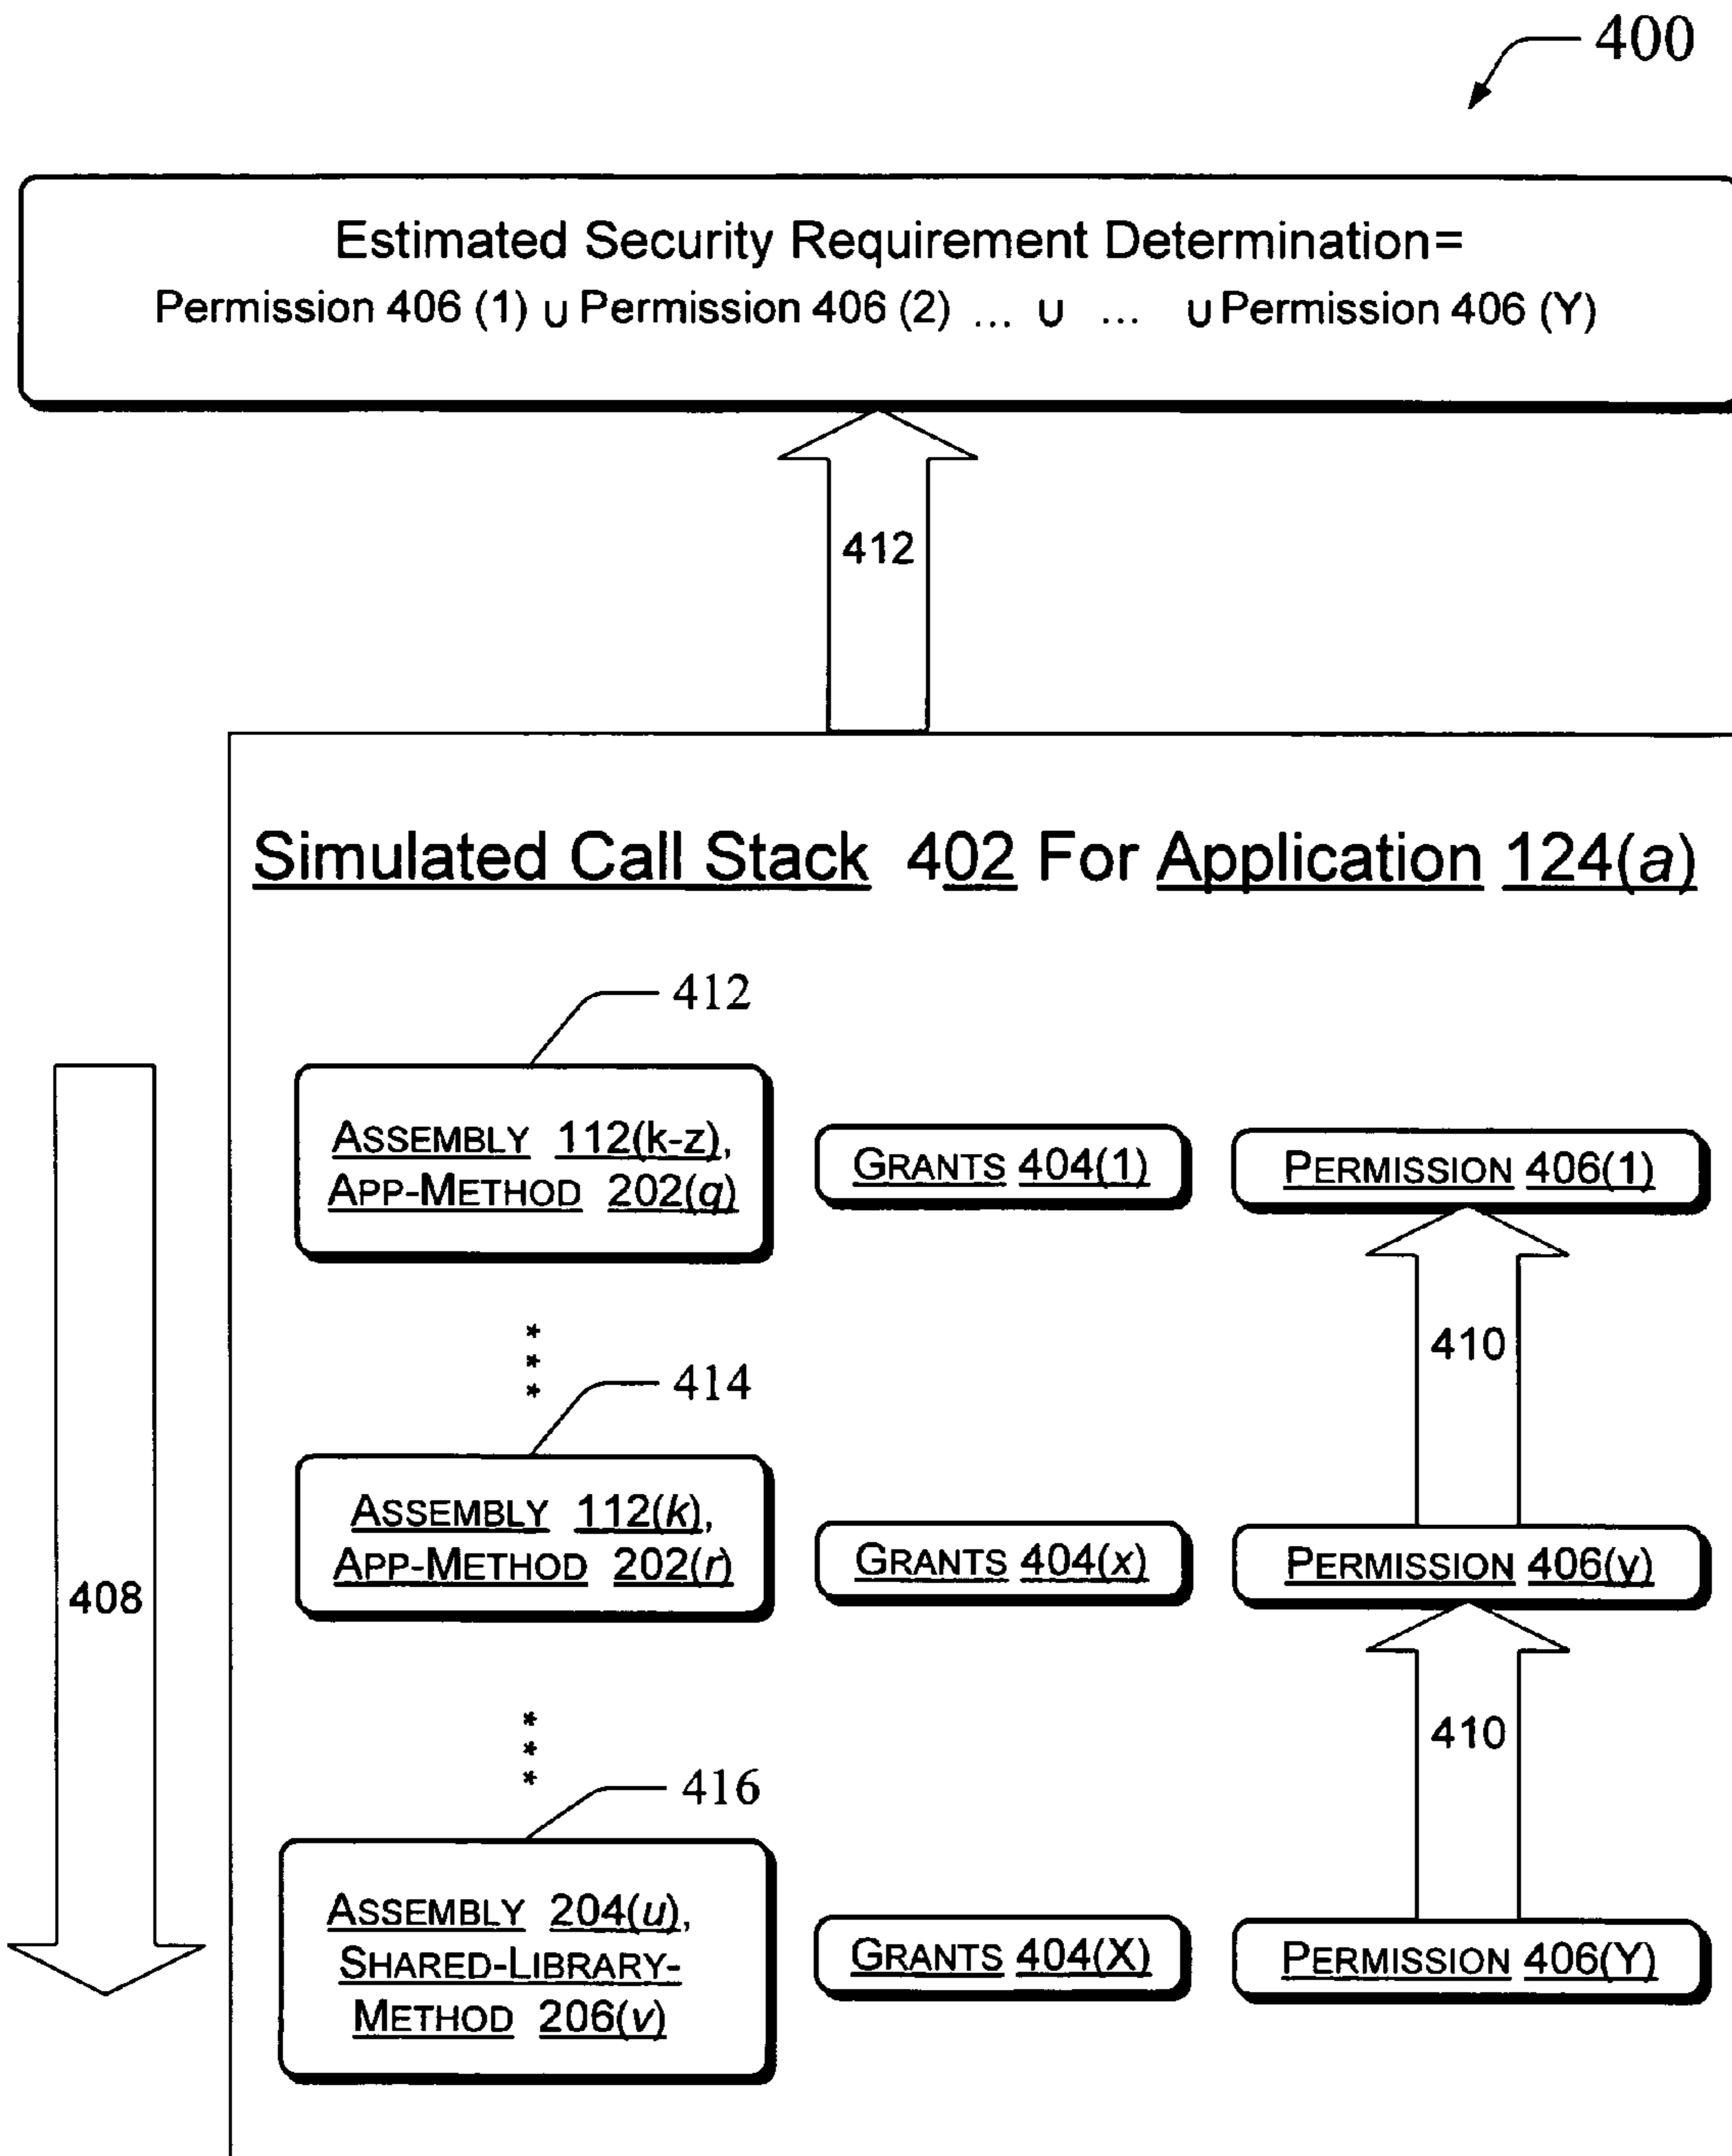 400
Estimated Security Requirement Determination=
Permission 406 (1) ∪ Permission 406 (2) ... ∪ ... ∪ Permission 406 (Y)
412
Simulated Call Stack 402 For Application 124(a)
412
ASSEMBLY 112(k-z),
APP-METHOD 202(q)
GRANTS 404(1)
PERMISSION 406(1)
410
414
ASSEMBLY 112(k),
APP-METHOD 202(r)
GRANTS 404(x)
PERMISSION 406(y)
408
410
416
ASSEMBLY 204(u),
SHARED-LIBRARY-
METHOD 206(v)
GRANTS 404(X)
PERMISSION 406(Y)